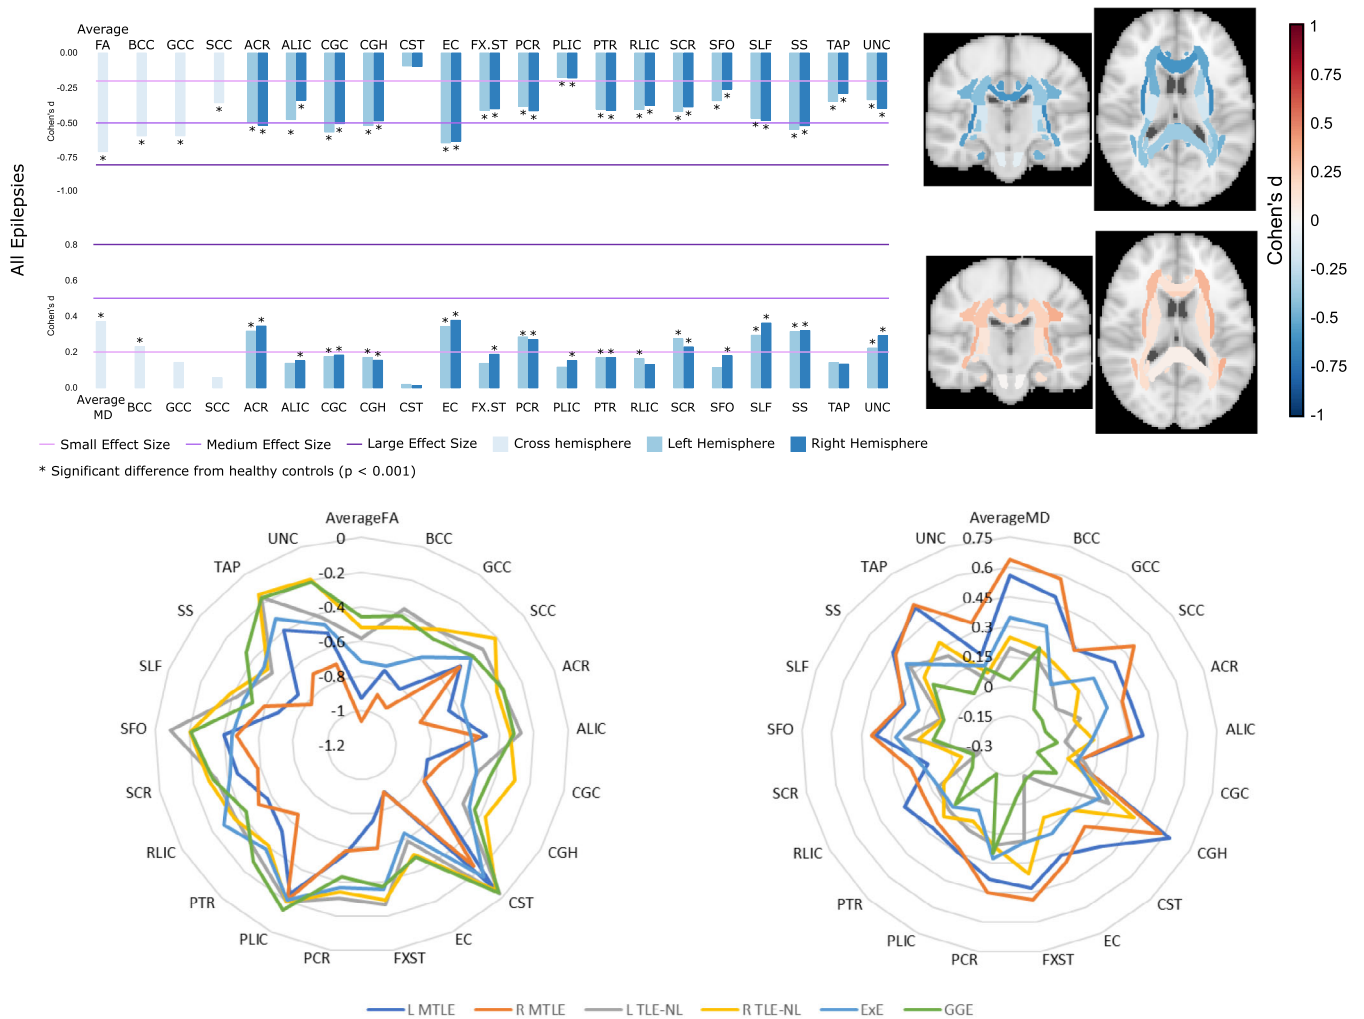 Average
FA BCC GCC SCC ACR ALIC CGC CGH CST EC FX.ST PCR PLIC PTR RLIC SCR SFO SLF SS TAP UNC
0.00
-0.25
-0.50
-0.75
-1.00
Cohen's d
* * * * * * * * * * * * * * * * * * * * * * * * * * * * * * * * * * * *
All Epilepsies
0.8
0.6
0.4
0.2
0.0
Cohen's d
* * * * * * * * * * * * * * * * * * * * * * * * * *
Average
MD BCC GCC SCC ACR ALIC CGC CGH CST EC FX.ST PCR PLIC PTR RLIC SCR SFO SLF SS TAP UNC
Small Effect Size Medium Effect Size Large Effect Size Cross hemisphere Left Hemisphere Right Hemisphere
* Significant difference from healthy controls (p < 0.001)
Cohen's d
1
0.75
0.5
0.25
0
-0.25
-0.5
-0.75
-1
AverageFA
BCC
GCC
SCC
ACR
ALIC
CGC
CGH
CST
EC
FXST
PCR
PLIC
PTR
RLIC
SCR
SFO
SLF
SS
TAP
UNC
0
-0.2
-0.4
-0.6
-0.8
-1
-1.2
AverageMD
BCC
GCC
SCC
ACR
ALIC
CGC
CGH
CST
EC
FXST
PCR
PLIC
PTR
RLIC
SCR
SFO
SLF
SS
TAP
UNC
0.75
0.6
0.45
0.3
0.15
0
-0.15
-0.3
L MTLE R MTLE L TLE-NL R TLE-NL ExE GGE